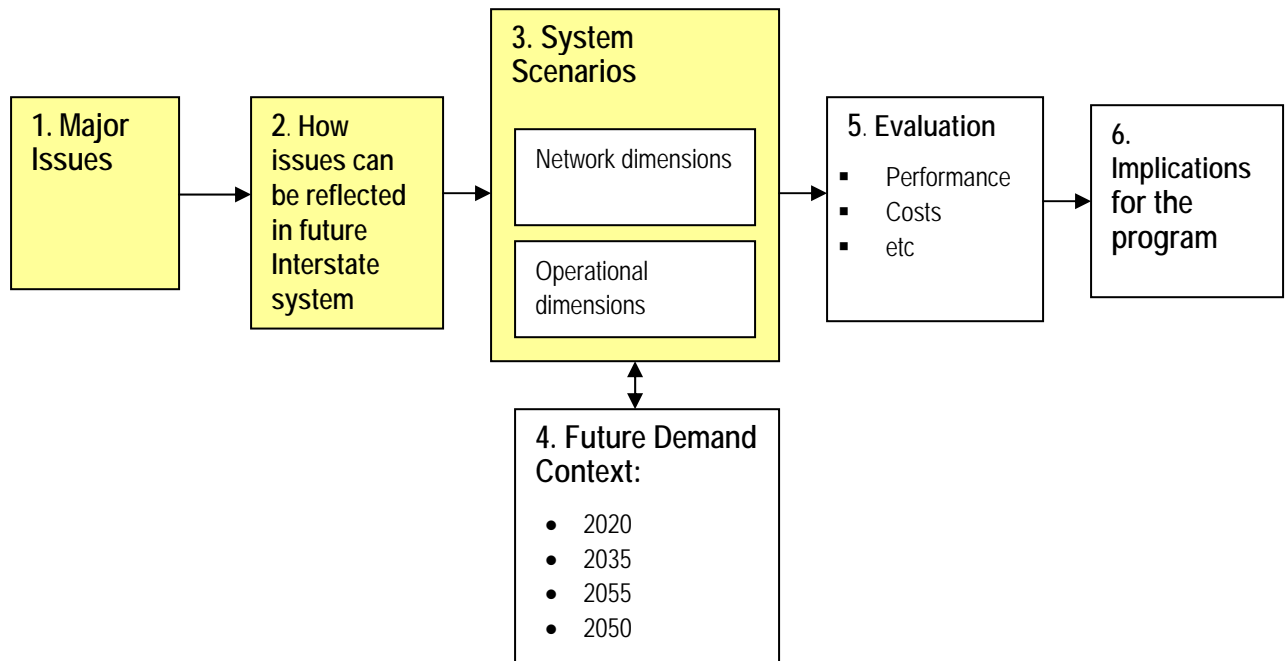 1. Major
Issues
2. How
issues can
be reflected
in future
Interstate
system
3. System
Scenarios
Network dimensions
Operational
dimensions
4. Future Demand
Context:
• 2020
• 2035
• 2055
• 2050
5. Evaluation
▪ Performance
▪ Costs
▪ etc
6.
Implications
for the
program